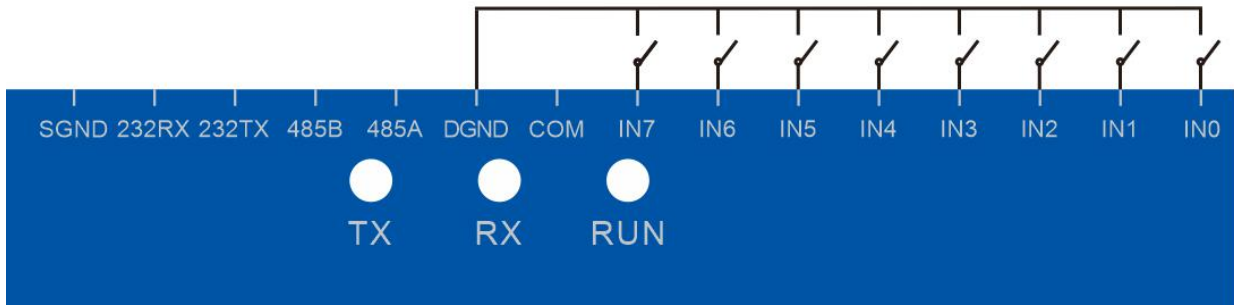 SGND 232RX 232TX 485B 485A DGND COM IN7 IN6 IN5 IN4 IN3 IN2 IN1 IN0
TX RX RUN